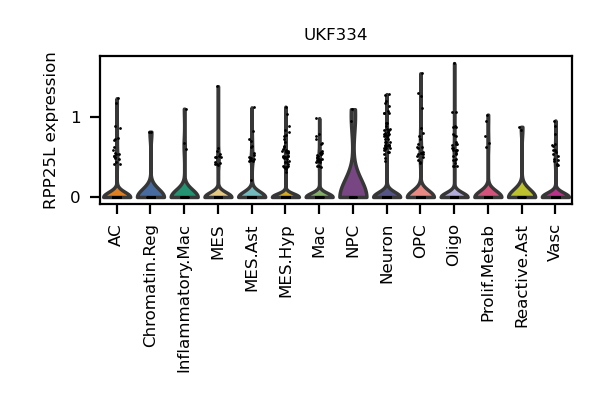 UKF334
RPP25L expression
1
0
AC
Chromatin.Reg
Inflammatory.Mac
MES
MES.Ast
MES.Hyp
Mac
NPC
Neuron
OPC
Oligo
Prolif.Metab
Reactive.Ast
Vasc